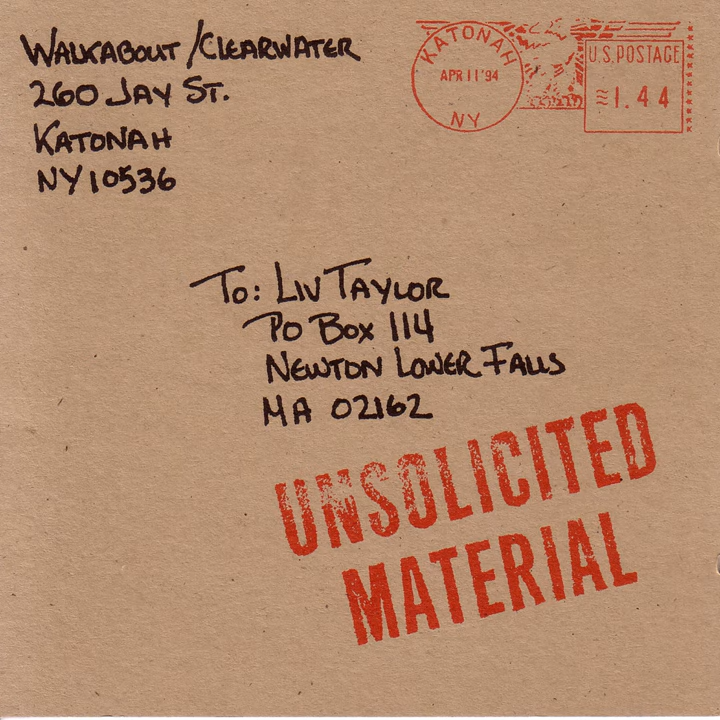 WALKABOUT/CLEARWATER
260 JAY ST.
KATONAH
NY 10536
KATONAH
APR 11 '94
NY
U.S. POSTAGE
1.44
TO: LIV TAYLOR
PO BOX 114
NEWTON LOWER FALLS
MA 02162
UNSOLICITED
MATERIAL